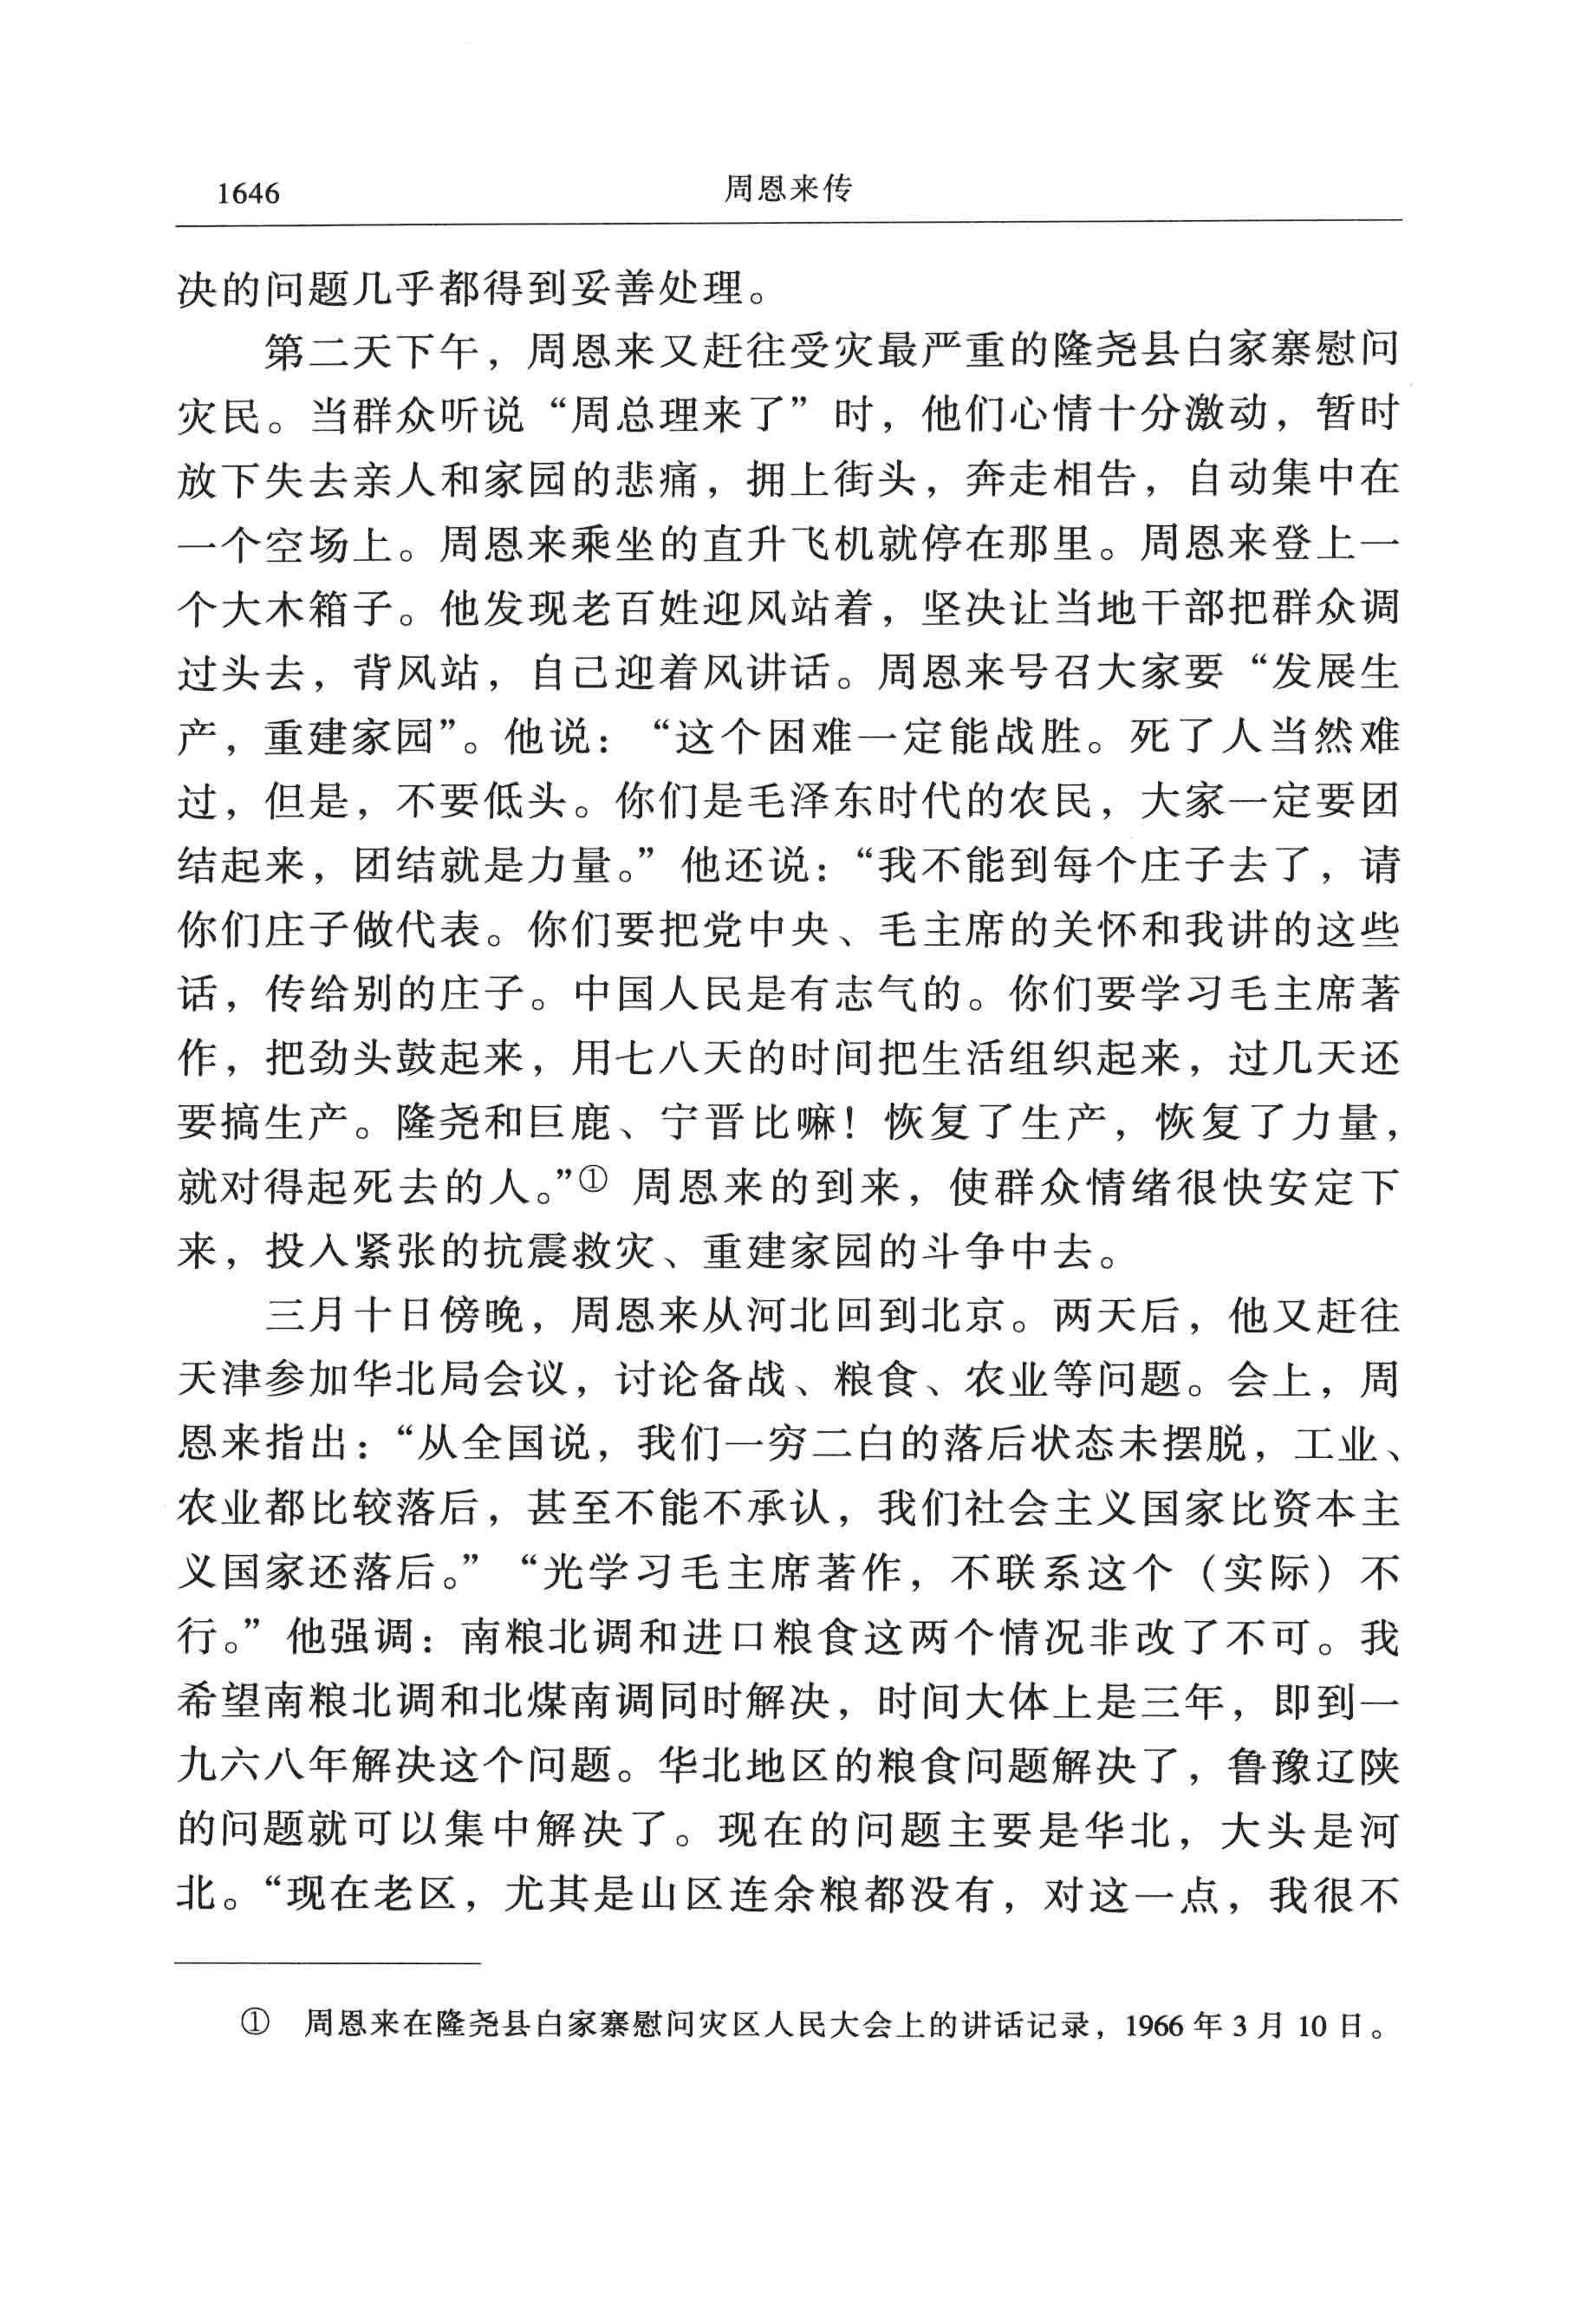 1646
周恩来传
决的问题几乎都得到妥善处理。
第二天下午，周恩来又赶往受灾最严重的隆尧县白家寨慰问
灾民。当群众听说“周总理来了”时，他们心情十分激动，暂时
放下失去亲人和家园的悲痛，拥上街头，奔走相告，自动集中在
一个空场上。周恩来乘坐的直升飞机就停在那里。周恩来登上一
个大木箱子。他发现老百姓迎风站着，坚决让当地干部把群众调
过头去，背风站，自己迎着风讲话。周恩来号召大家要“发展生
产，重建家园”。他说：“这个困难一定能战胜。死了人当然难
过，但是，不要低头。你们是毛泽东时代的农民，大家一定要团
结起来，团结就是力量。”他还说：“我不能到每个庄子去了，请
你们庄子做代表。你们要把党中央、毛主席的关怀和我讲的这些
话，传给别的庄子。中国人民是有志气的。你们要学习毛主席著
作，把劲头鼓起来，用七八天的时间把生活组织起来，过几天还
要搞生产。隆尧和巨鹿、宁晋比嘛！恢复了生产，恢复了力量，
就对得起死去的人。”① 周恩来的到来，使群众情绪很快安定下
来，投入紧张的抗震救灾、重建家园的斗争中去。
三月十日傍晚，周恩来从河北回到北京。两天后，他又赶往
天津参加华北局会议，讨论备战、粮食、农业等问题。会上，周
恩来指出：“从全国说，我们一穷二白的落后状态未摆脱，工业、
农业都比较落后，甚至不能不承认，我们社会主义国家比资本主
义国家还落后。”“光学习毛主席著作，不联系这个（实际）不
行。”他强调：南粮北调和进口粮食这两个情况非改了不可。我
希望南粮北调和北煤南调同时解决，时间大体上是三年，即到一
九六八年解决这个问题。华北地区的粮食问题解决了，鲁豫辽陕
的问题就可以集中解决了。现在的问题主要是华北，大头是河
北。“现在老区，尤其是山区连余粮都没有，对这一点，我很不
① 周恩来在隆尧县白家寨慰问灾区人民大会上的讲话记录，1966年3月10日。